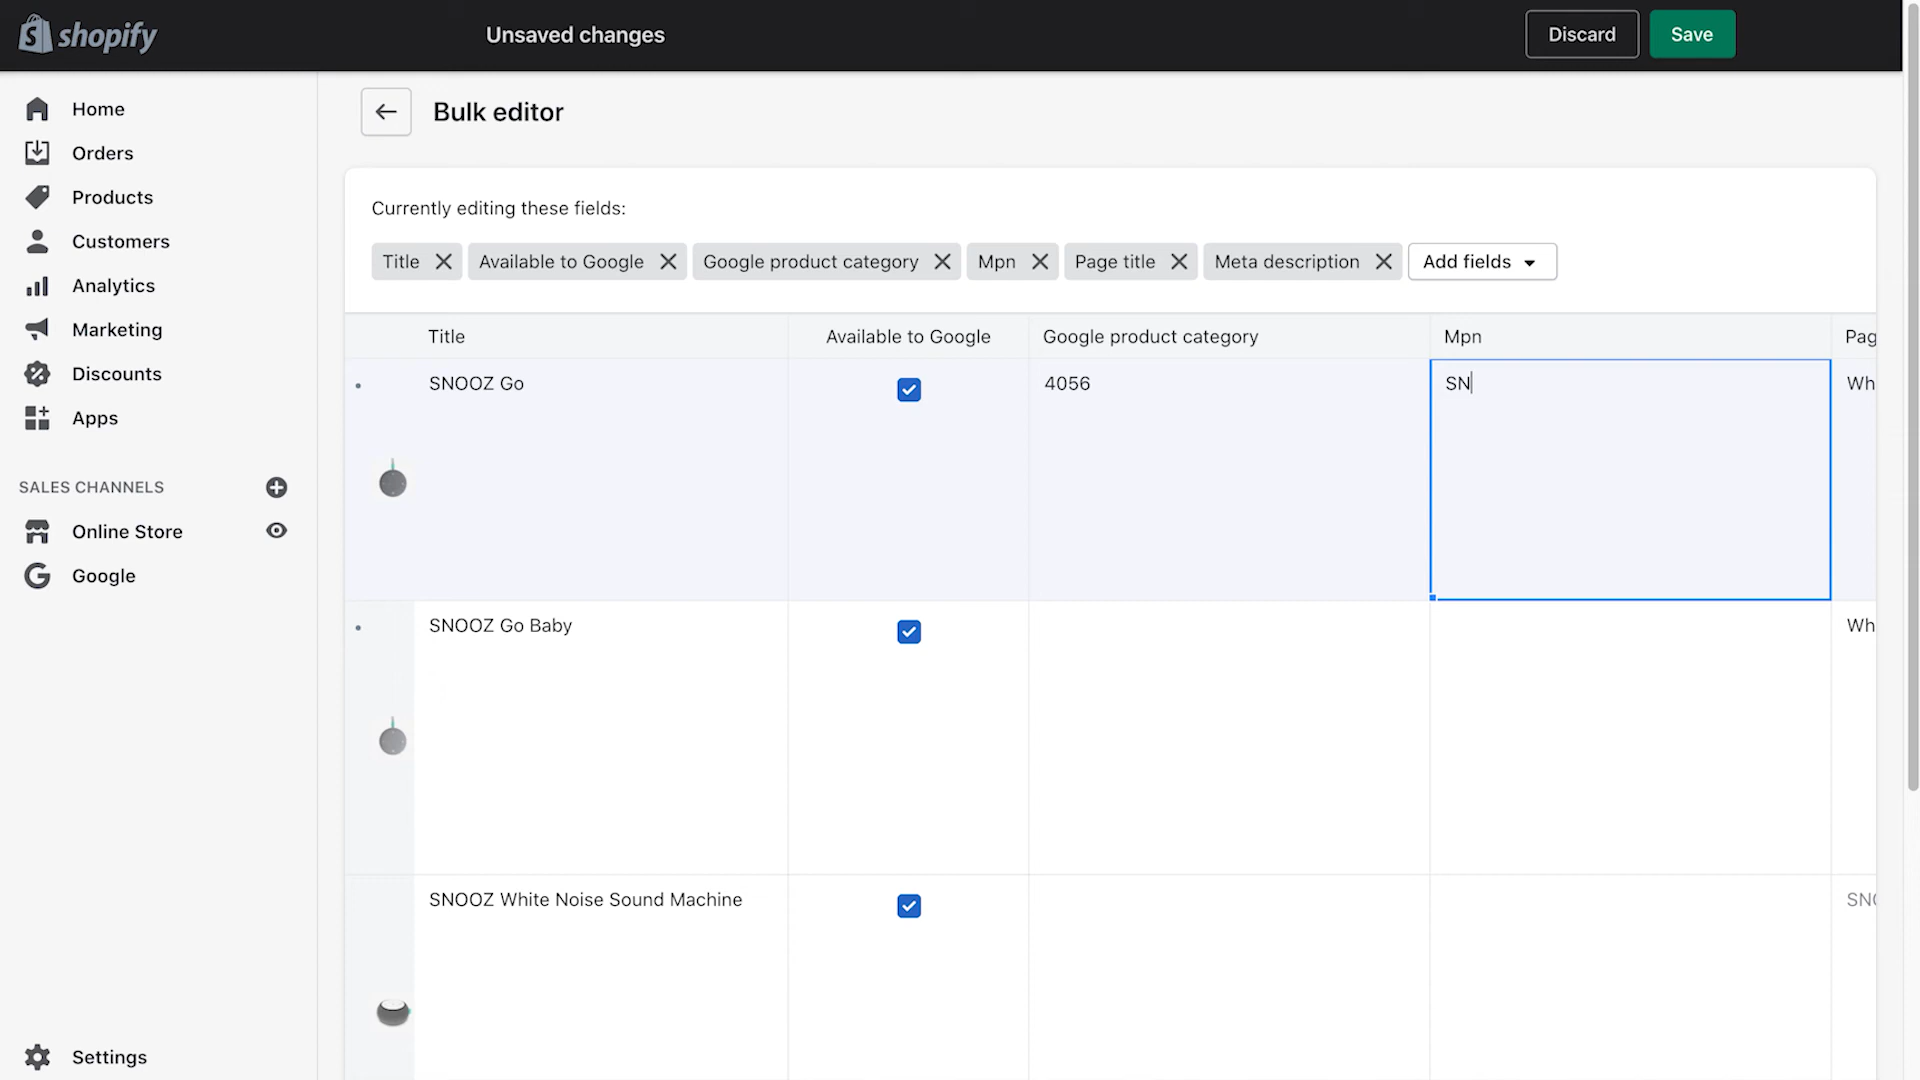 shopify
Unsaved changes
Discard
Save
Home
Orders
Products
Customers
Analytics
Marketing
Discounts
Apps
SALES CHANNELS
Online Store
Google
Settings
Bulk editor
Currently editing these fields:
Title
Available to Google
Google product category
Mpn
Page title
Meta description
Add fields
Title Available to Google Google product category Mpn Pag
SNOOZ Go 4056 SN Wh
SNOOZ Go Baby Wh
SNOOZ White Noise Sound Machine SNO